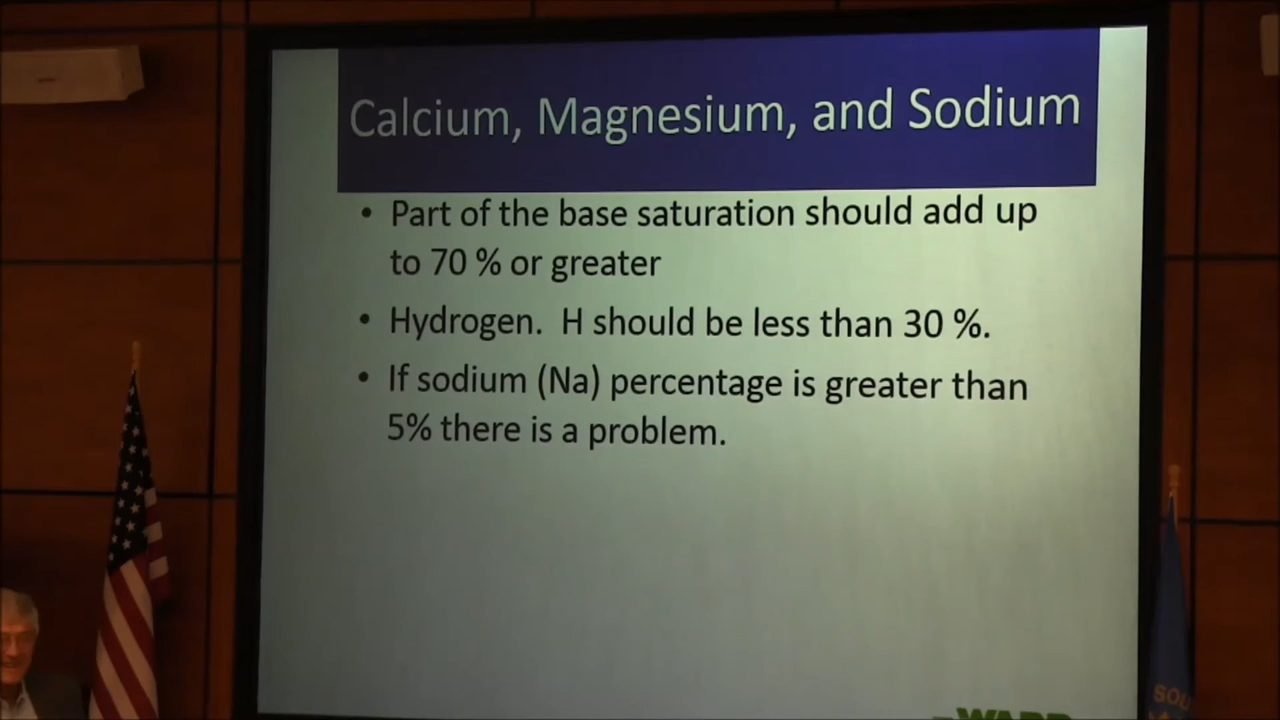 Calcium, Magnesium, and Sodium
• Part of the base saturation should add up
to 70 % or greater
• Hydrogen.  H should be less than 30 %.
• If sodium (Na) percentage is greater than
5% there is a problem.
SOU